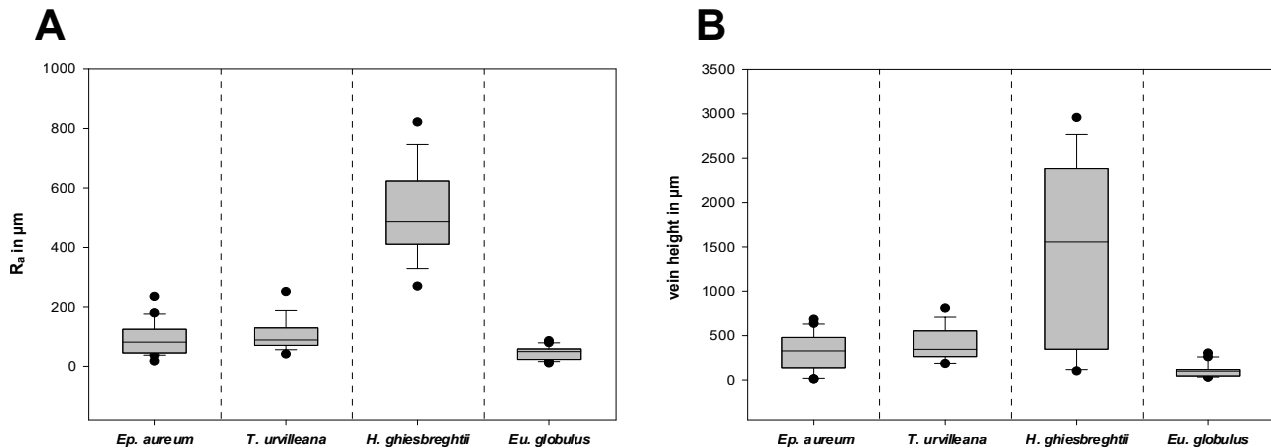 A
B
1000
800
600
400
200
0
Rₐ in µm
Ep. aureum
T. urvilleana
H. ghiesbreghtii
Eu. globulus
3500
3000
2500
2000
1500
1000
500
0
vein height in µm
Ep. aureum
T. urvilleana
H. ghiesbreghtii
Eu. globulus